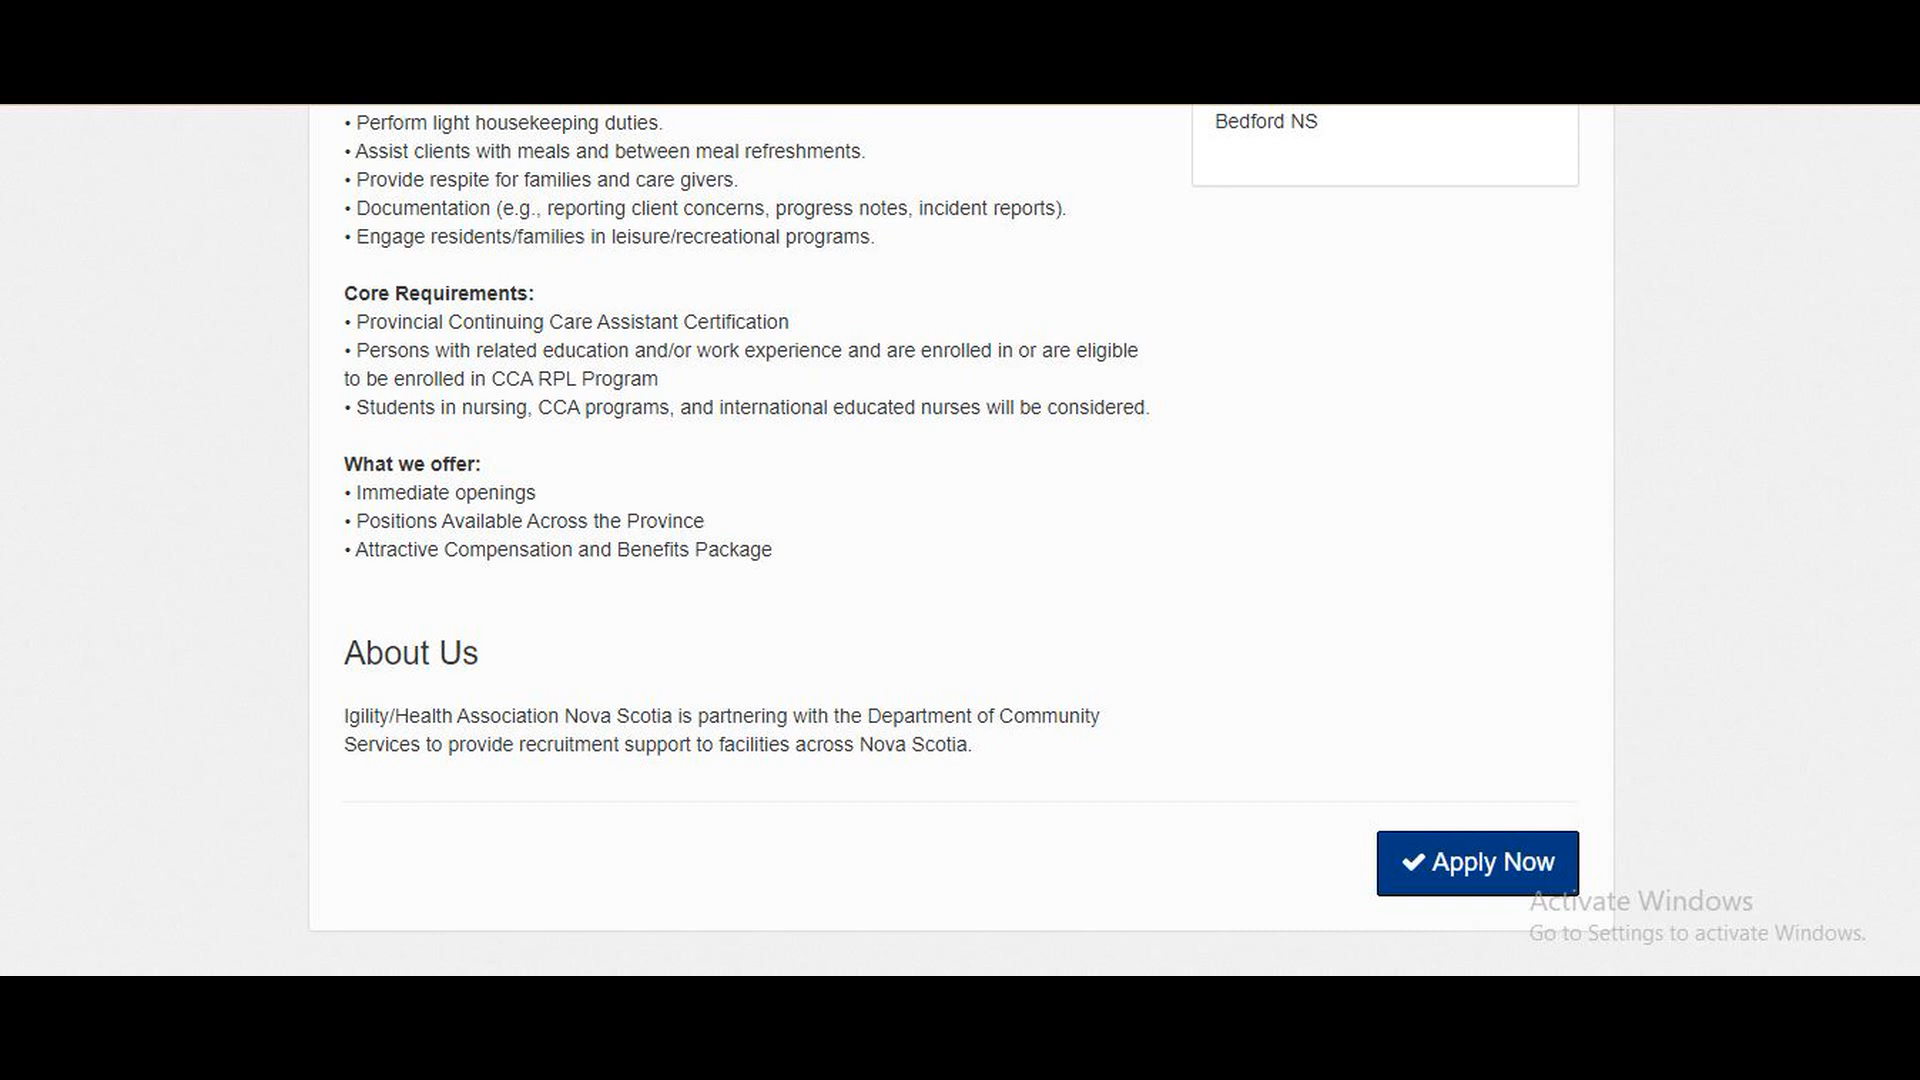 • Perform light housekeeping duties.
• Assist clients with meals and between meal refreshments.
• Provide respite for families and care givers.
• Documentation (e.g., reporting client concerns, progress notes, incident reports).
• Engage residents/families in leisure/recreational programs.
Core Requirements:
• Provincial Continuing Care Assistant Certification
• Persons with related education and/or work experience and are enrolled in or are eligible
to be enrolled in CCA RPL Program
• Students in nursing, CCA programs, and international educated nurses will be considered.
What we offer:
• Immediate openings
• Positions Available Across the Province
• Attractive Compensation and Benefits Package
About Us
Igility/Health Association Nova Scotia is partnering with the Department of Community
Services to provide recruitment support to facilities across Nova Scotia.
Bedford NS
Apply Now
Activate Windows
Go to Settings to activate Windows.